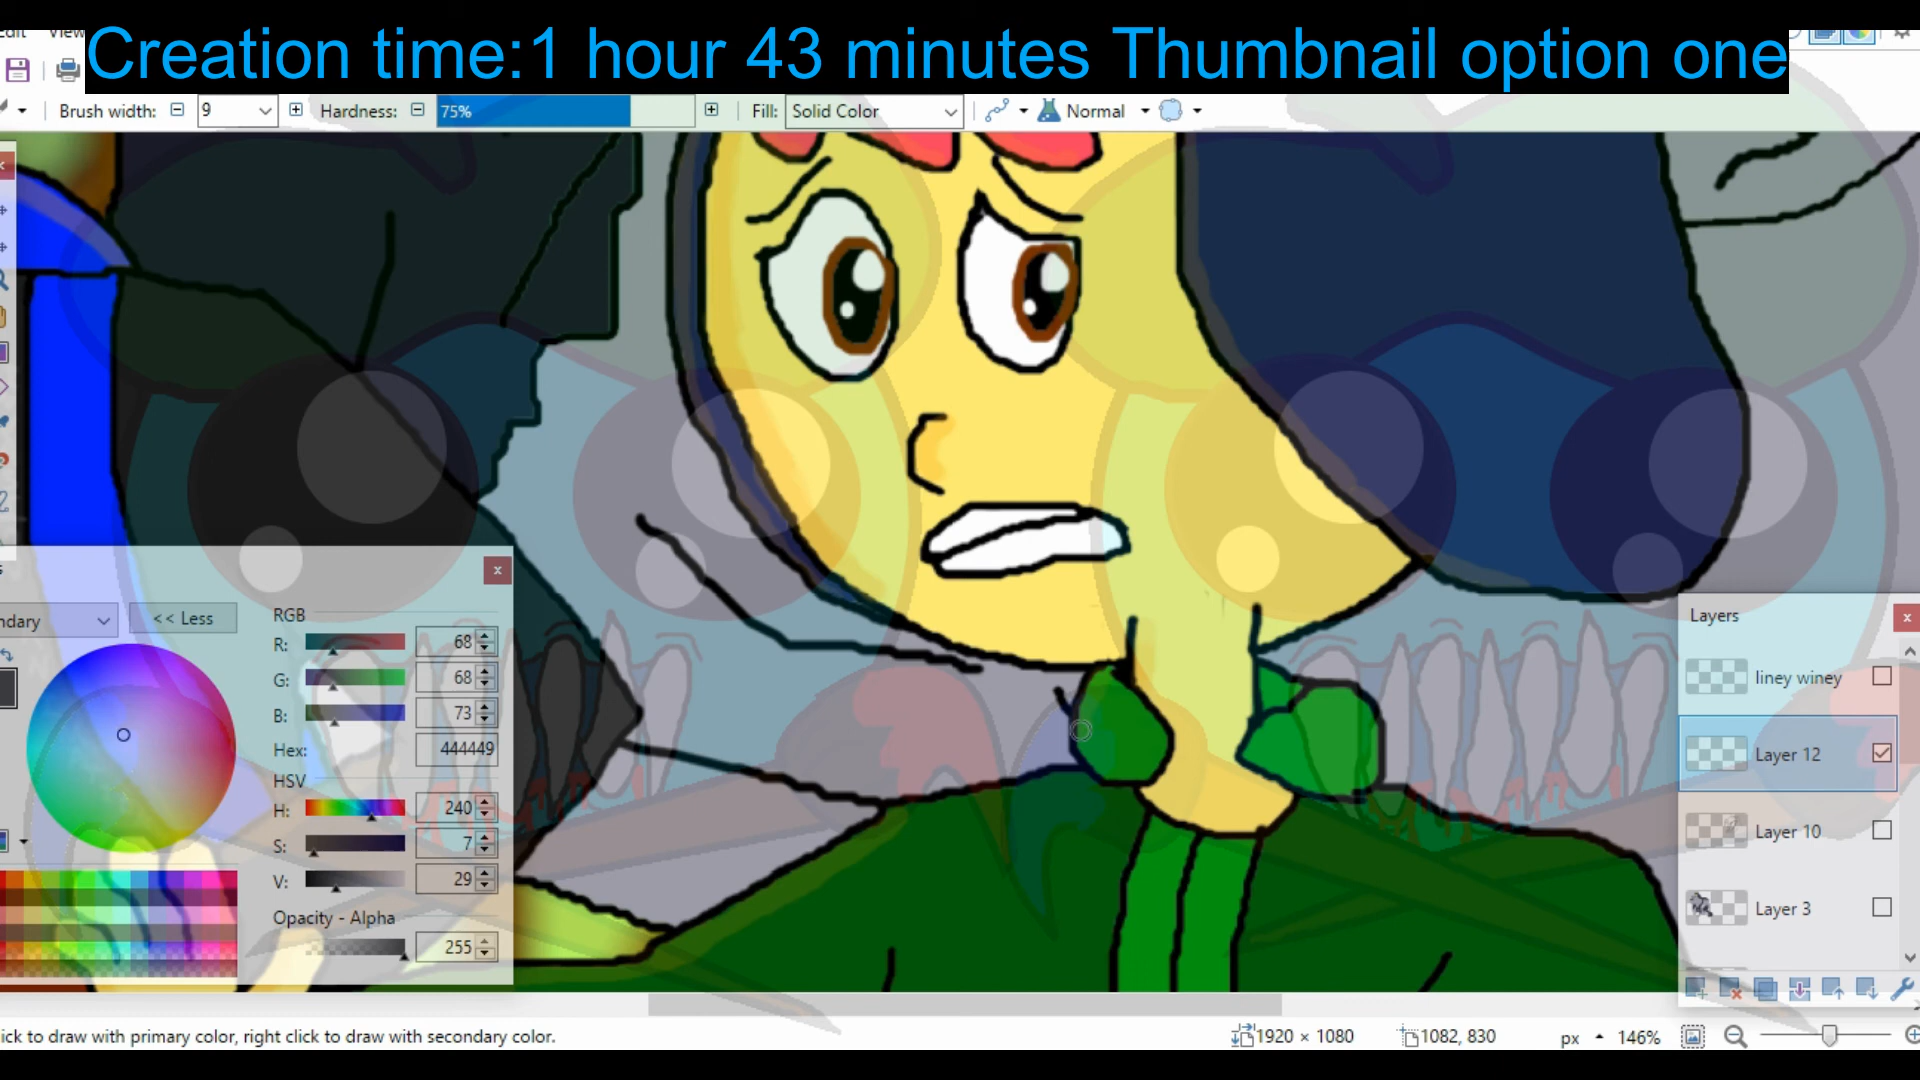 Creation time:1 hour 43 minutes Thumbnail option one
Brush width: 9 Hardness: 75% Fill: Solid Color Normal
<< Less
RGB
R: 68
G: 68
B: 73
Hex: 444449
HSV
H: 240
S: 7
V: 29
Opacity - Alpha
255
Layers
liney winey
Layer 12
Layer 10
Layer 3
ick to draw with primary color, right click to draw with secondary color.
1920 × 1080 1082, 830 px 146%